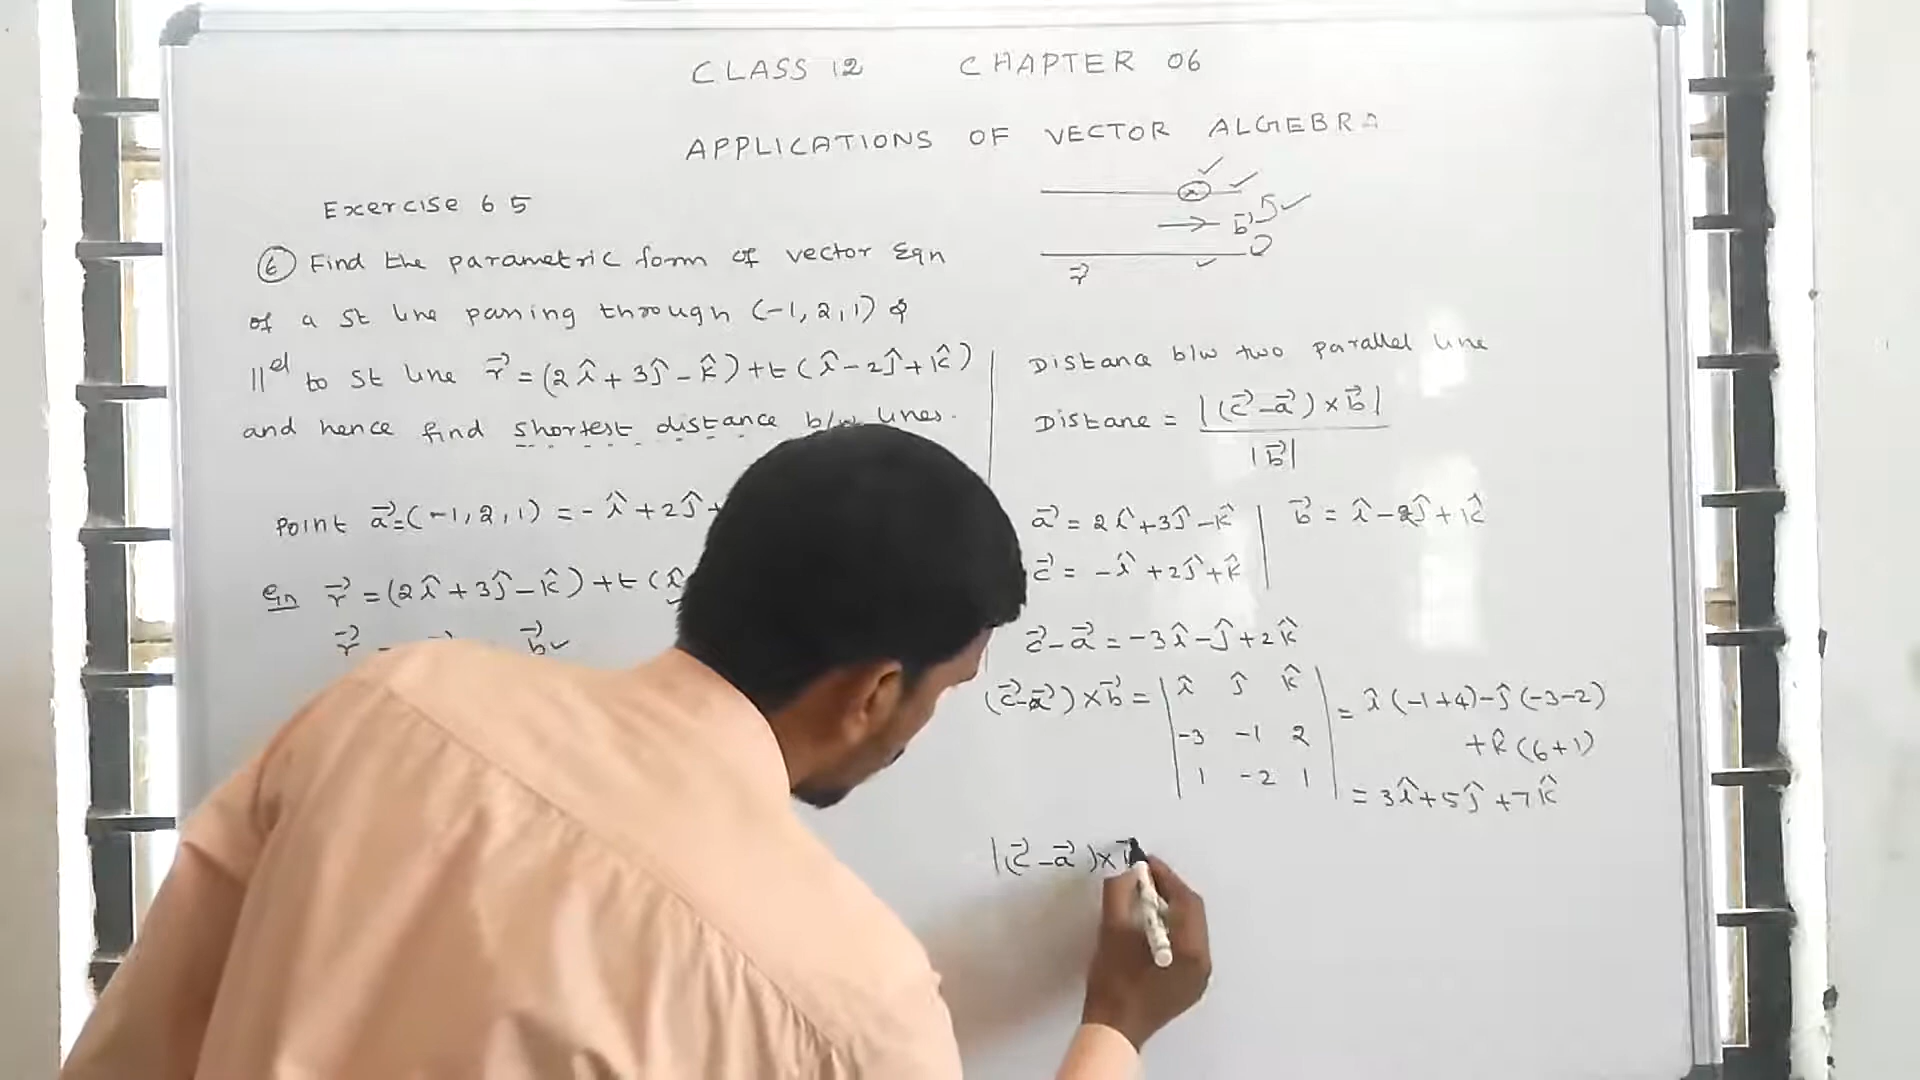 CLASS 12 CHAPTER 06
APPLICATIONS OF VECTOR ALGEBRA
Exercise 6 5
⑥ Find the parametric form of vector Eqn
of a st line passing through (-1, 2, 1) &
||el to st line r⃗ = (2î + 3ĵ - k̂) + t (î - 2ĵ + k̂)
and hence find shortest distance b/w lines.
Point a⃗ = (-1, 2, 1) = -î + 2ĵ +
Eqn r⃗ = (2î + 3ĵ - k̂) + t (î
r⃗ b⃗ ✓
b⃗
r⃗
Distance b/w two parallel line
Distane = |(c⃗ - a⃗) × b⃗|
|b⃗|
a⃗ = 2î + 3ĵ - k̂ | b⃗ = î - 2ĵ + k̂
c⃗ = -î + 2ĵ + k̂
c⃗ - a⃗ = -3î - ĵ + 2k̂
(c⃗ - a⃗) × b⃗ = | î ĵ k̂ | = î (-1+4) - ĵ (-3-2)
-3 -1 2 + k̂ (6+1)
1 -2 1 = 3î + 5ĵ + 7k̂
|(c⃗ - a⃗) ×